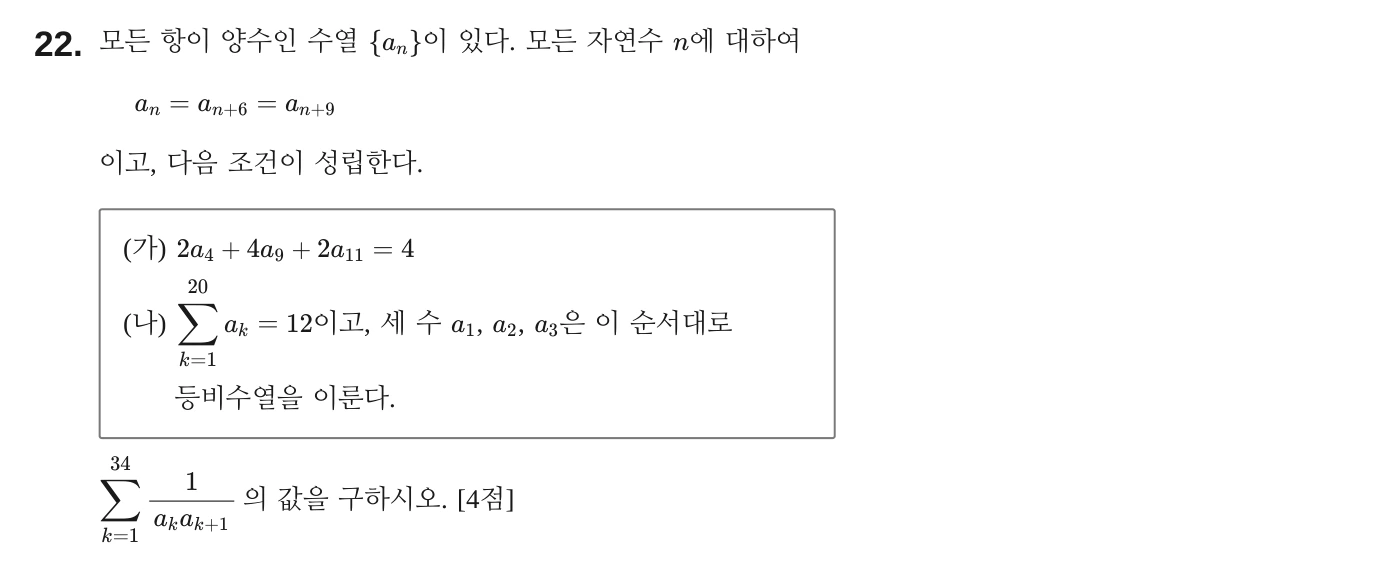 22. 모든 항이 양수인 수열 {aₙ}이 있다. 모든 자연수 n에 대하여
aₙ = aₙ₊₆ = aₙ₊₉
이고, 다음 조건이 성립한다.
(가) 2a₄ + 4a₉ + 2a₁₁ = 4
(나) ∑_{k=1}^{20} aₖ = 12이고, 세 수 a₁, a₂, a₃은 이 순서대로
등비수열을 이룬다.
∑_{k=1}^{34} 1/(aₖaₖ₊₁) 의 값을 구하시오. [4점]